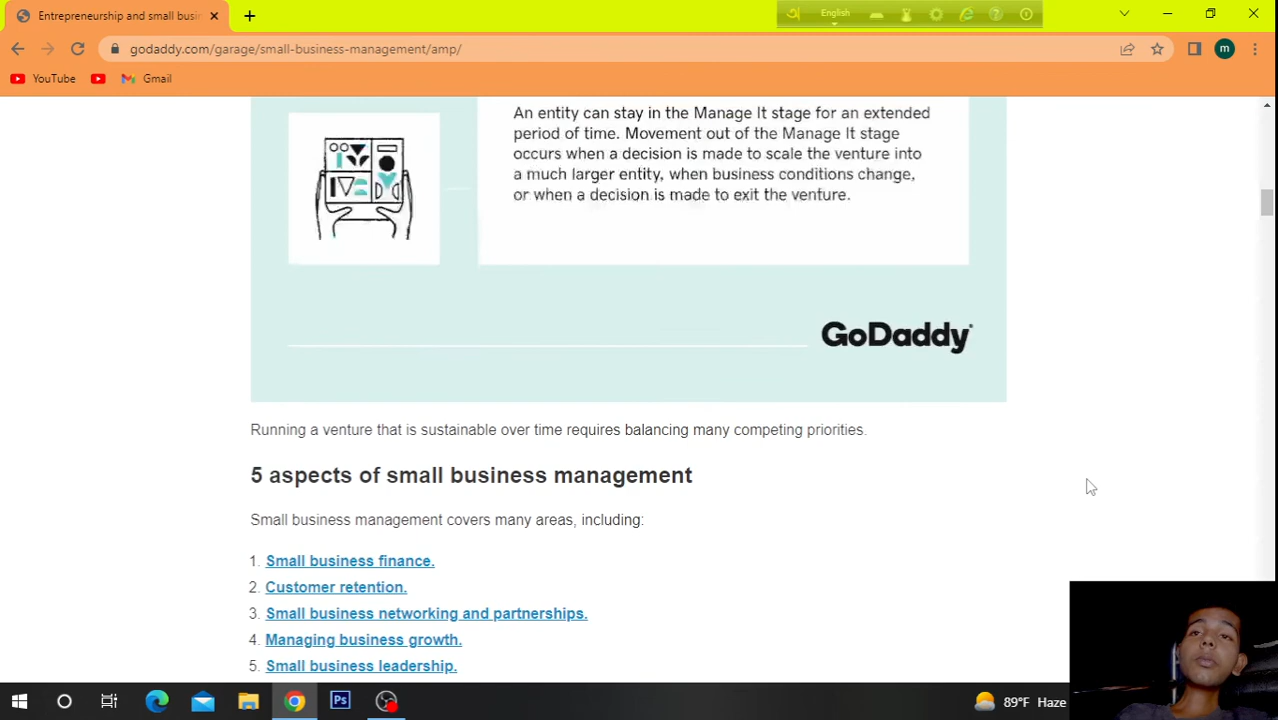 Entrepreneurship and small busi
English
godaddy.com/garage/small-business-management/amp/
m
YouTube
Gmail
An entity can stay in the Manage It stage for an extended
period of time. Movement out of the Manage It stage
occurs when a decision is made to scale the venture into
a much larger entity, when business conditions change,
or when a decision is made to exit the venture.
GoDaddy
Running a venture that is sustainable over time requires balancing many competing priorities.
5 aspects of small business management
Small business management covers many areas, including:
1. Small business finance.
2. Customer retention.
3. Small business networking and partnerships.
4. Managing business growth.
5. Small business leadership.
Ps
89°F Haze